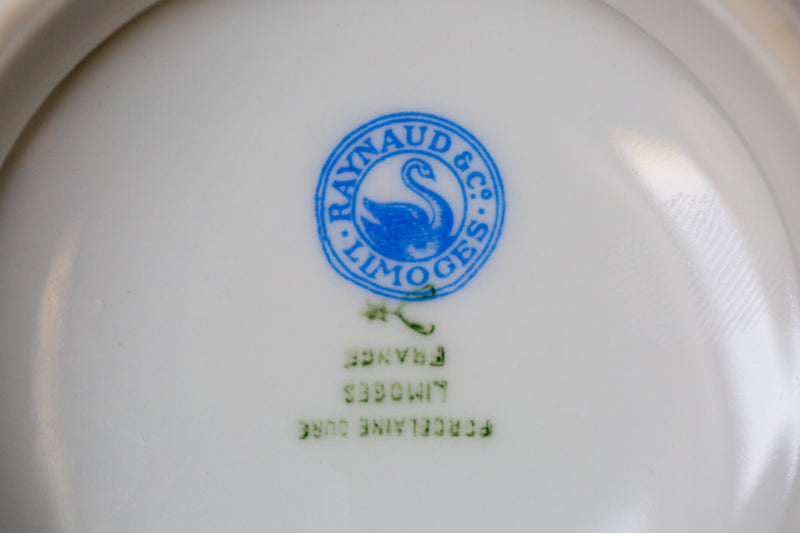 RAYNAUD & Cº
· LIMOGES ·
PORCELAINE DURE
LIMOGES
FRANCE